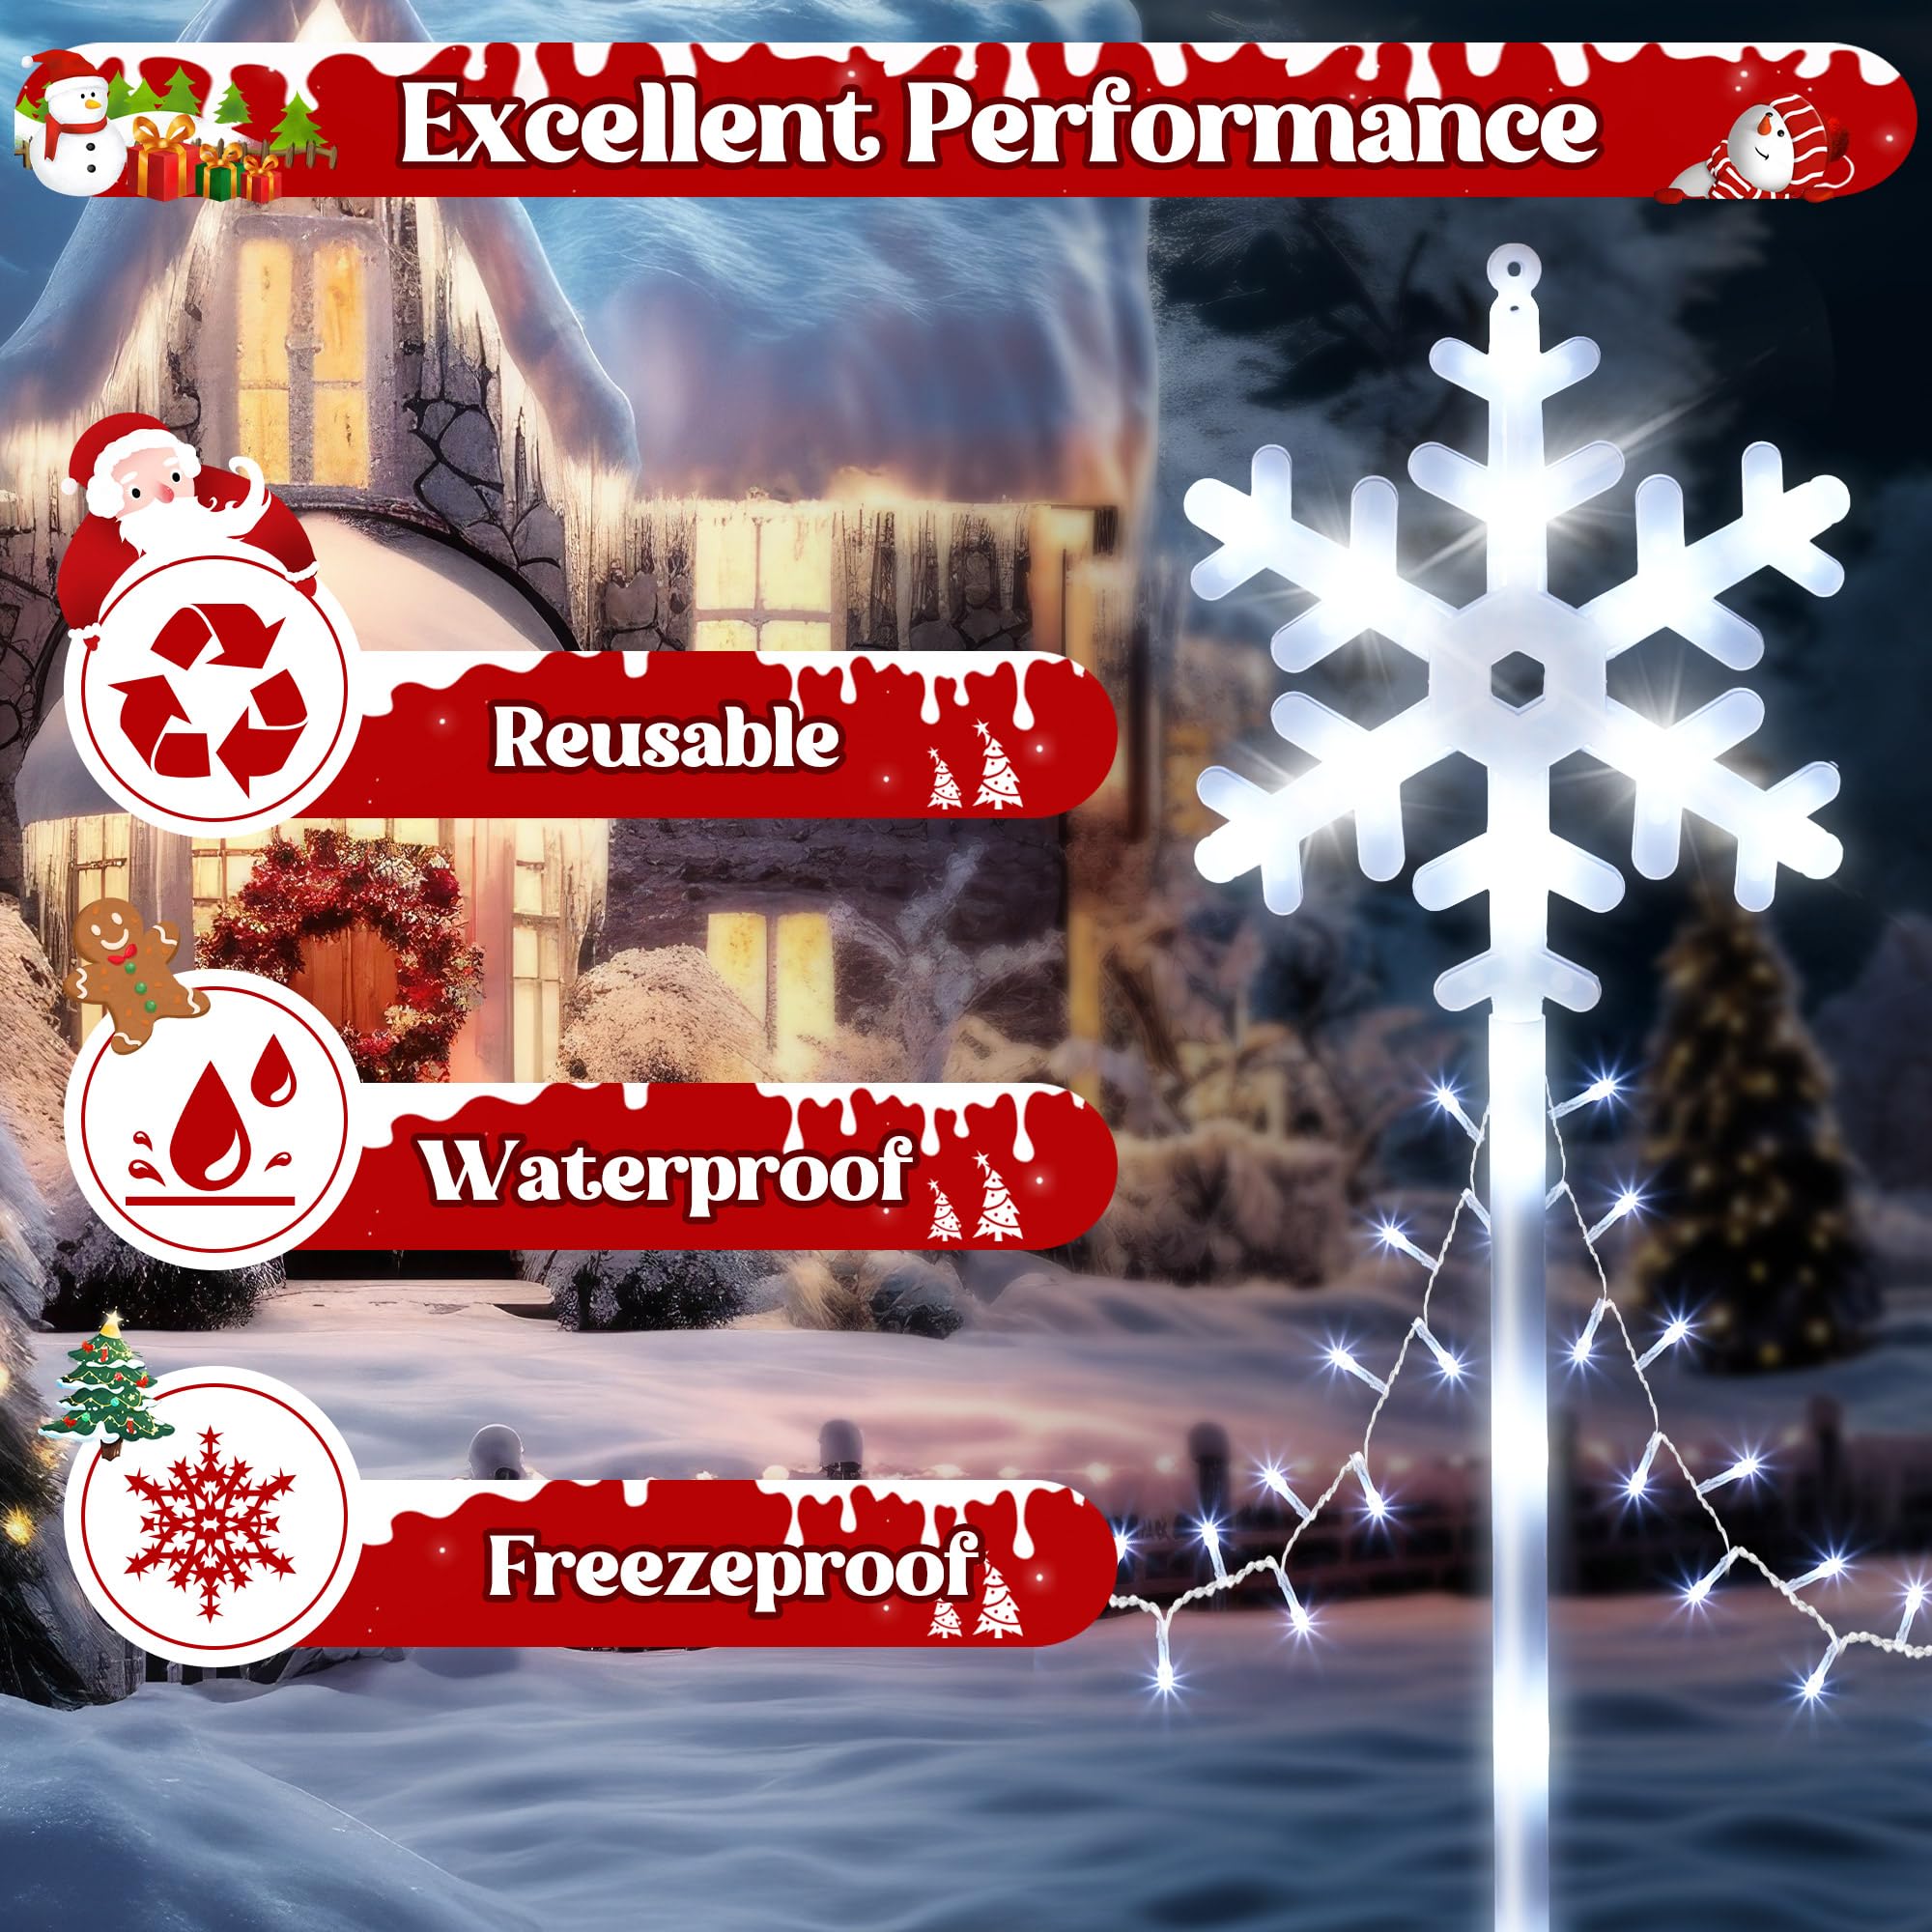 Excellent Performance
Reusable
Waterproof
Freezeproof